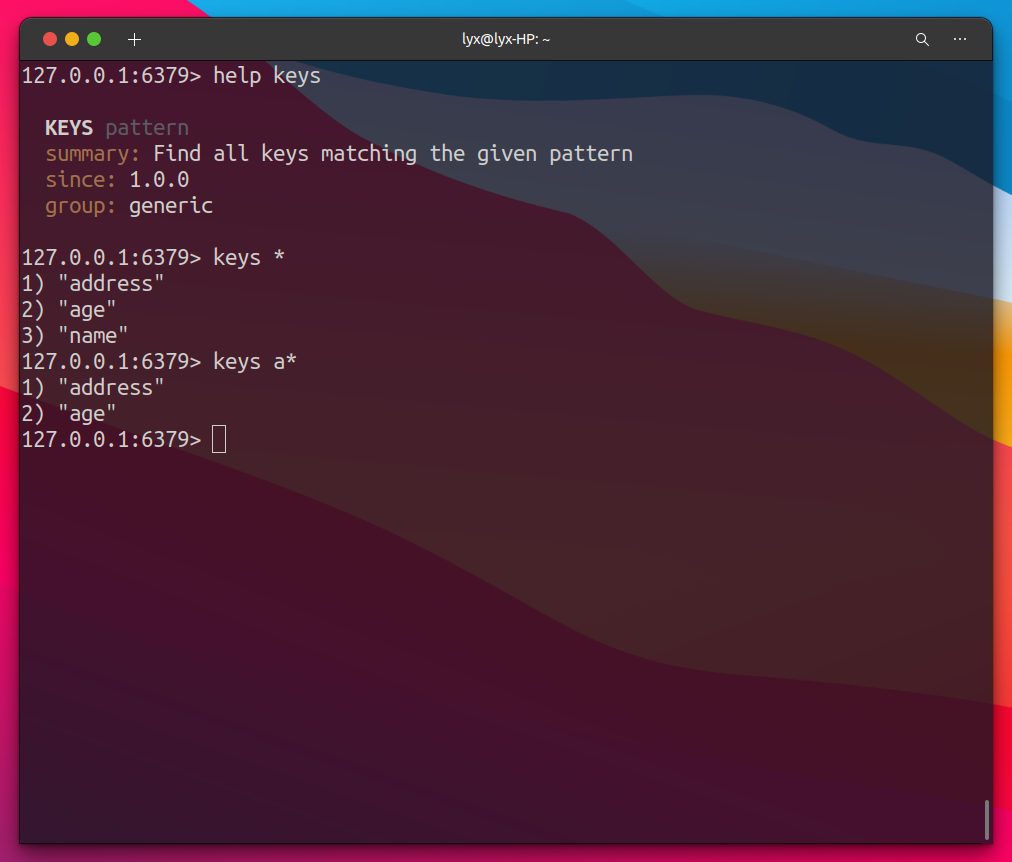 lyx@lyx-HP: ~
127.0.0.1:6379> help keys
KEYS pattern
summary: Find all keys matching the given pattern
since: 1.0.0
group: generic
127.0.0.1:6379> keys *
1) "address"
2) "age"
3) "name"
127.0.0.1:6379> keys a*
1) "address"
2) "age"
127.0.0.1:6379>